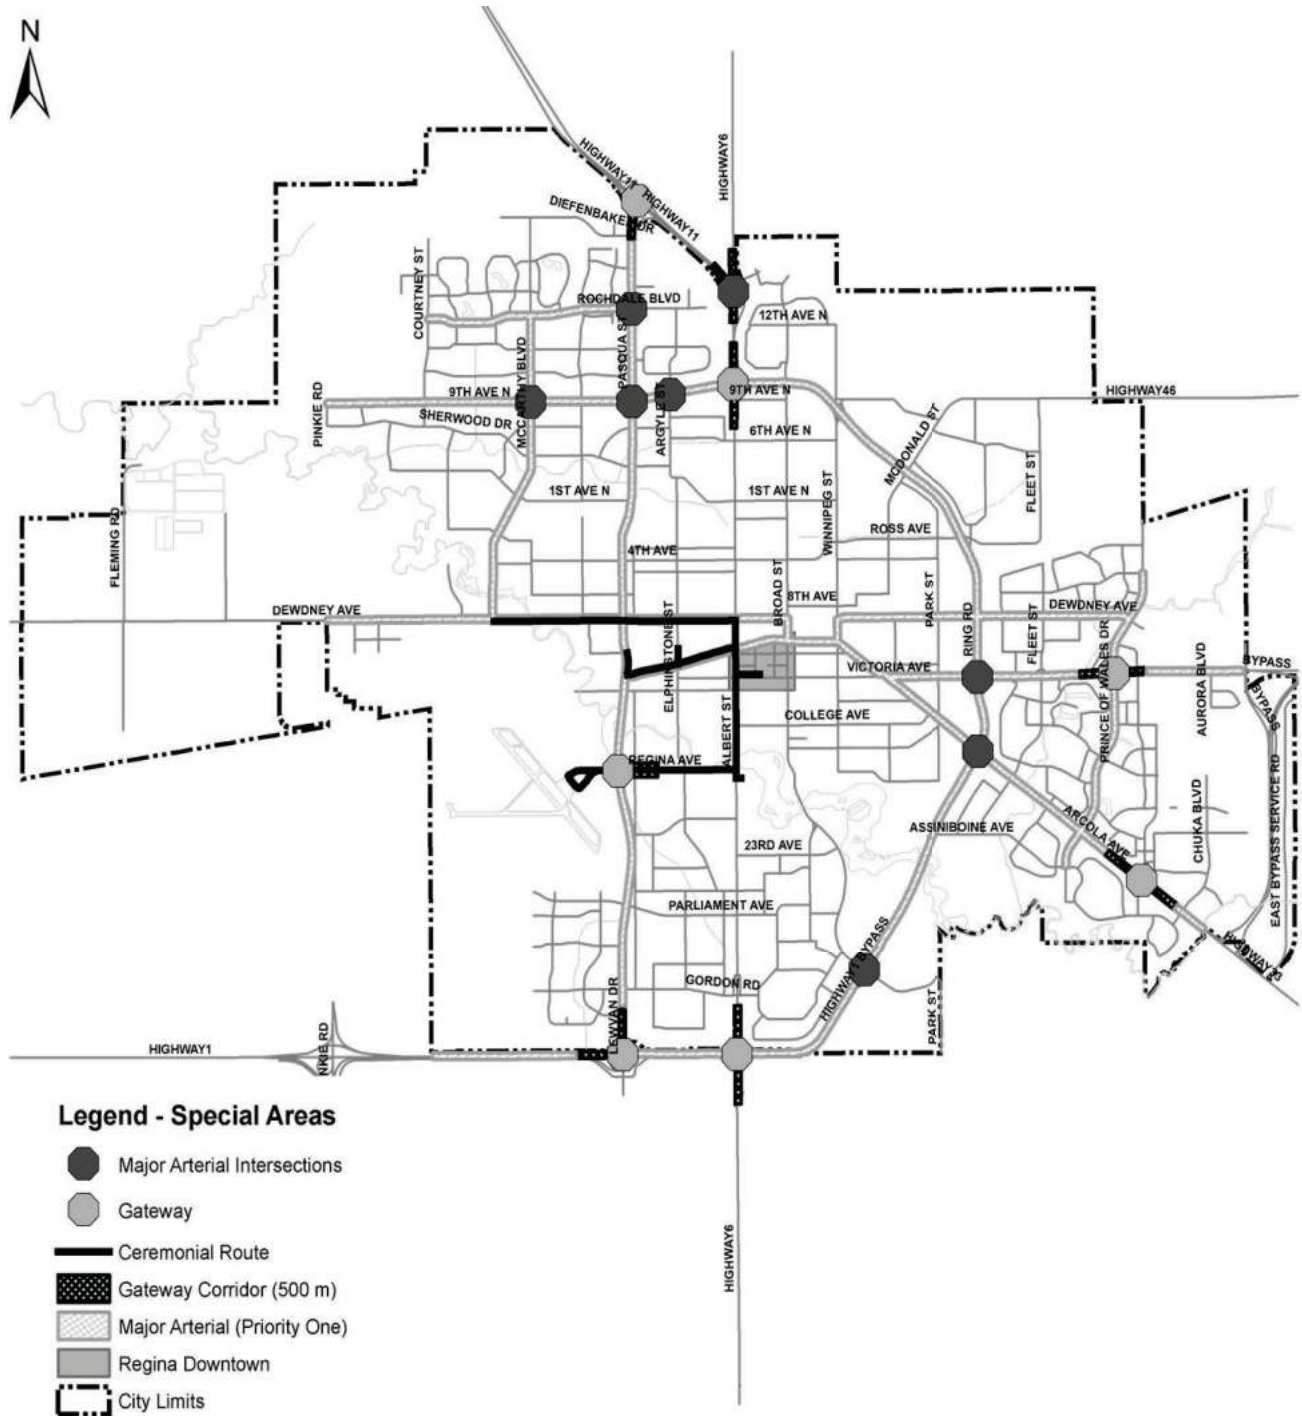 N
HIGHWAY11
HIGHWAY6
HIGHWAY11
DIEFENBAKER DR
COURTNEY ST
ROCHDALE BLVD
12TH AVE N
PASQUA ST
MCCARTHY BLVD
9TH AVE N
9TH AVE N
HIGHWAY46
PINKIE RD
SHERWOOD DR
ARGYLE ST
6TH AVE N
MCDONALD ST
1ST AVE N
1ST AVE N
WINNIPEG ST
FLEET ST
ROSS AVE
FLEMING RD
4TH AVE
BROAD ST
8TH AVE
PARK ST
DEWDNEY AVE
DEWDNEY AVE
ELPHINSTONE ST
RING RD
FLEET ST
PRINCE OF WALES DR
VICTORIA AVE
AURORA BLVD
BYPASS
BYPASS
COLLEGE AVE
ALBERT ST
REGINA AVE
ARCOLA AVE
ASSINIBOINE AVE
CHUKA BLVD
EAST BYPASS SERVICE RD
23RD AVE
PARLIAMENT AVE
HIGHWAY1 BYPASS
GORDON RD
HIGHWAY33
LEWVAN DR
PARK ST
HIGHWAY1
NKIE RD
Legend - Special Areas
Major Arterial Intersections
Gateway
Ceremonial Route
Gateway Corridor (500 m)
HIGHWAY6
Major Arterial (Priority One)
Regina Downtown
City Limits